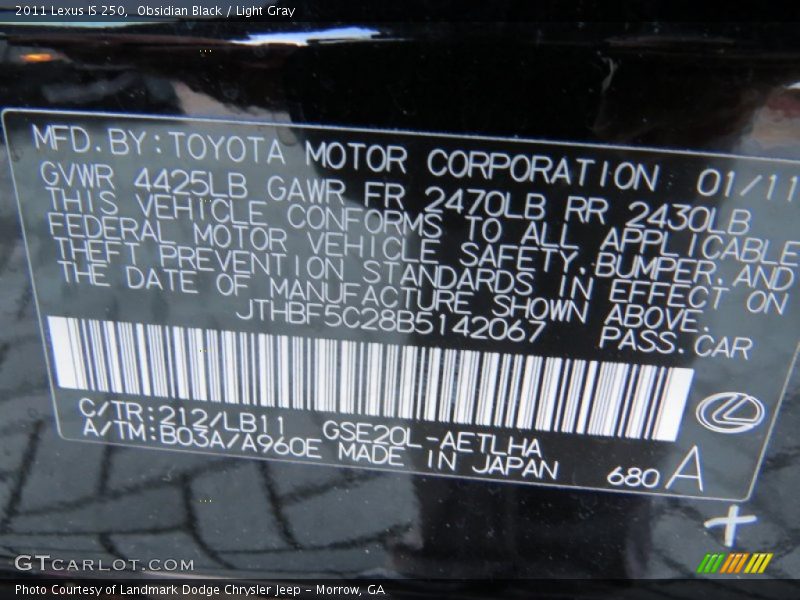 2011 Lexus IS 250,  Obsidian Black / Light Gray
MFD.BY:TOYOTA MOTOR CORPORATION 01/11
GVWR 4425LB GAWR FR 2470LB RR 2430LB
THIS VEHICLE CONFORMS TO ALL APPLICABLE
FEDERAL MOTOR VEHICLE SAFETY,BUMPER,AND
THEFT PREVENTION STANDARDS IN EFFECT ON
THE DATE OF MANUFACTURE SHOWN ABOVE.
JTHBF5C28B5142067 PASS.CAR
C/TR:212/LB11 GSE20L-AETLHA
A/TM:B03A/A960E MADE IN JAPAN 680 A
GTCARLOT.COM
Photo Courtesy of Landmark Dodge Chrysler Jeep - Morrow, GA